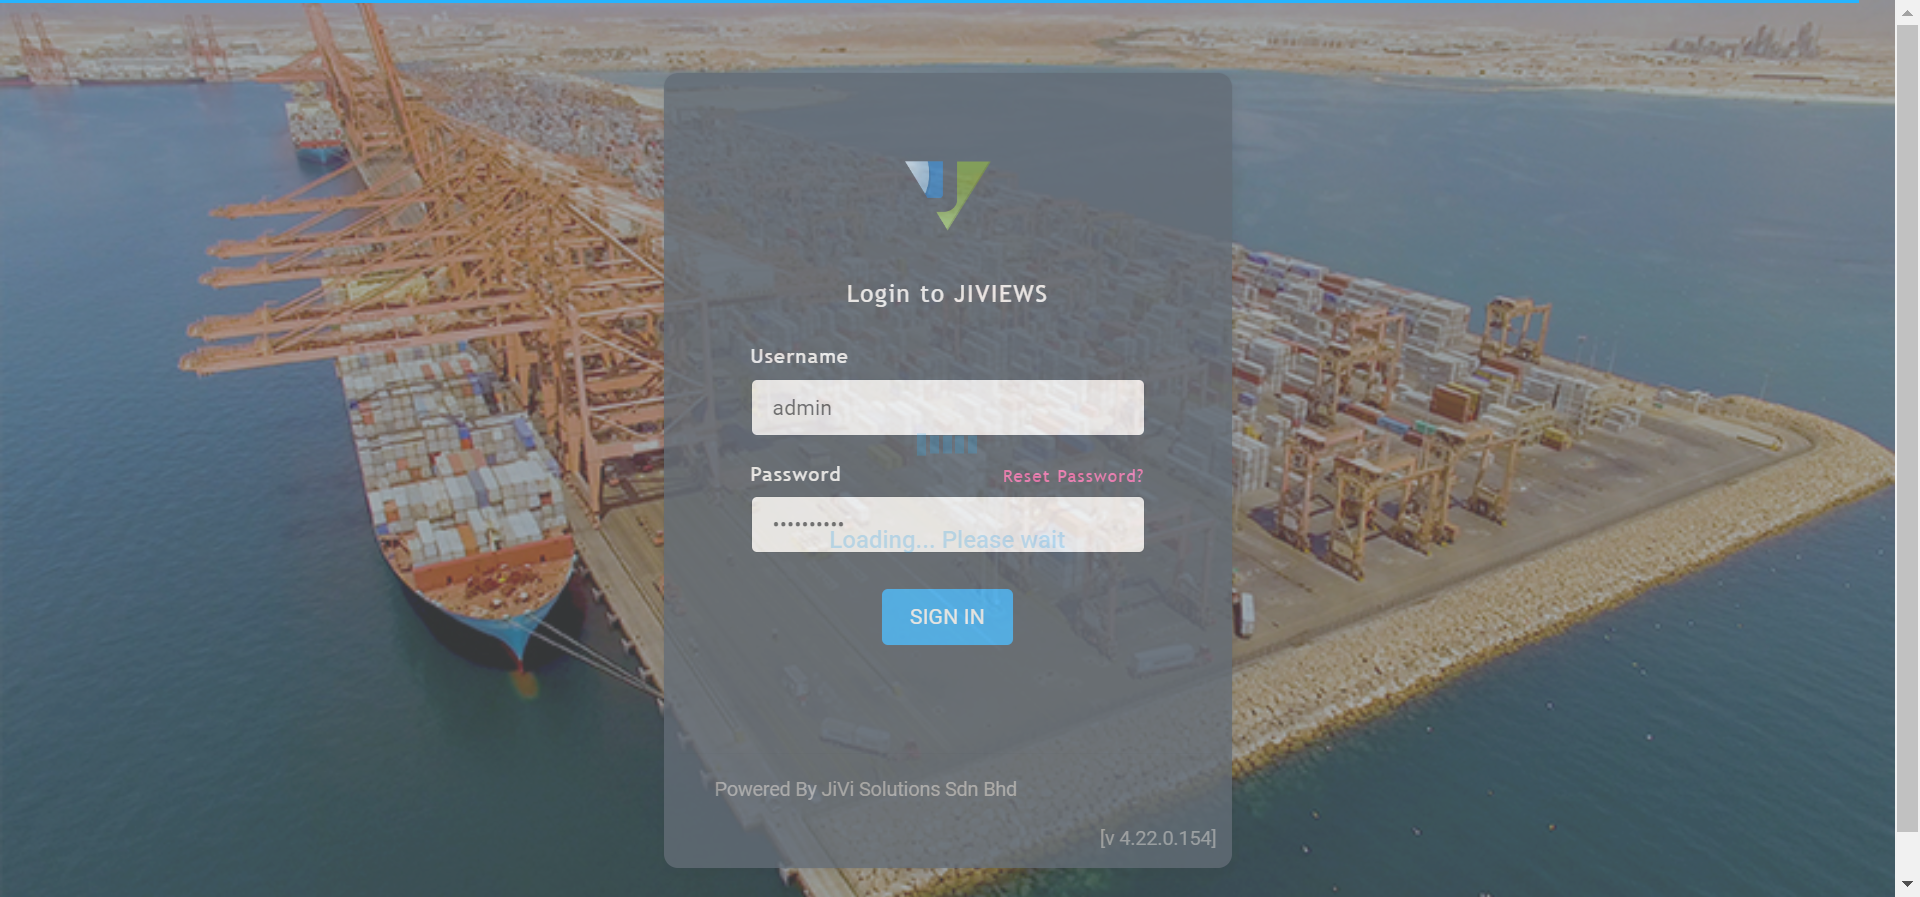 Login to JIVIEWS
Username
admin
Password
Reset Password?
••••••••••
Loading... Please wait
SIGN IN
Powered By JiVi Solutions Sdn Bhd
[v 4.22.0.154]